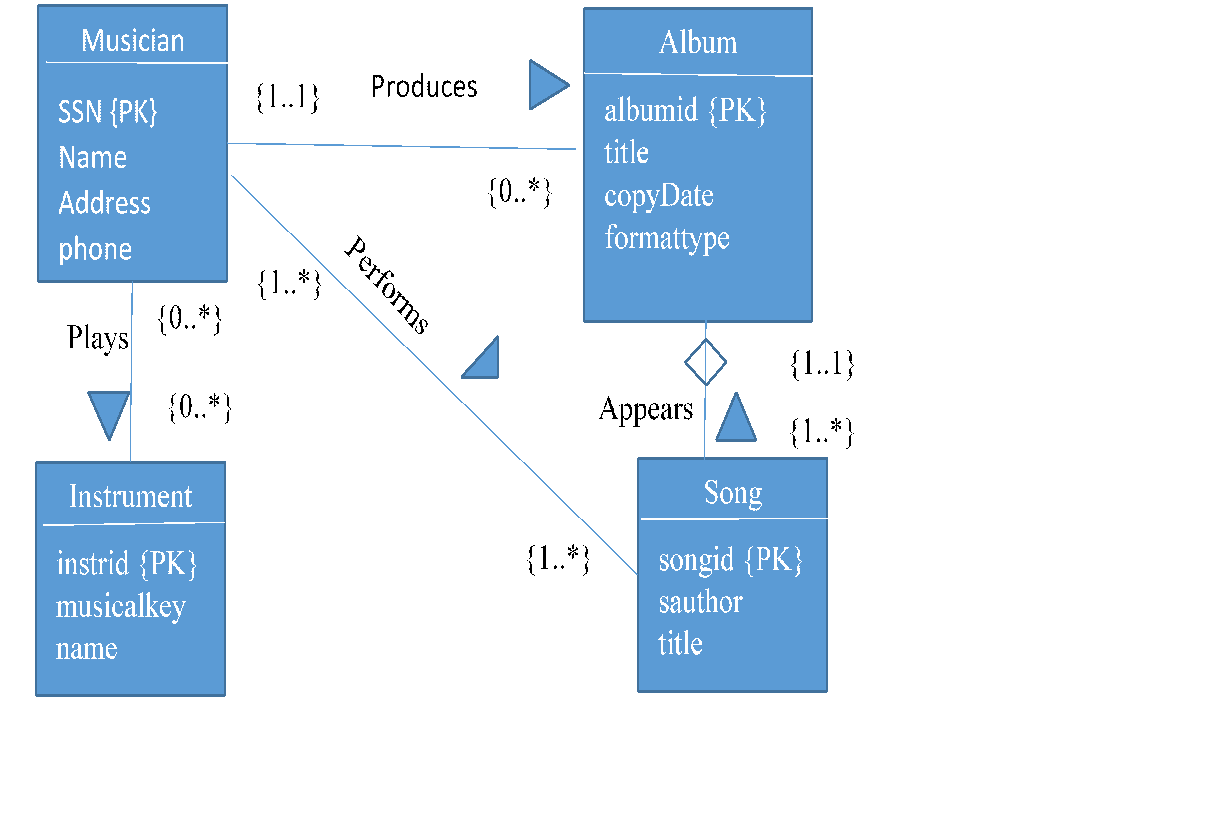 Musician
SSN {PK}
Name
Address
phone
{1..1}
Produces
{0..*}
Album
albumid {PK}
title
copyDate
formattype
{1..*}
Performs
{1..*}
Plays
{0..*}
{0..*}
{1..1}
Appears
{1..*}
Instrument
instrid {PK}
musicalkey
name
Song
songid {PK}
sauthor
title